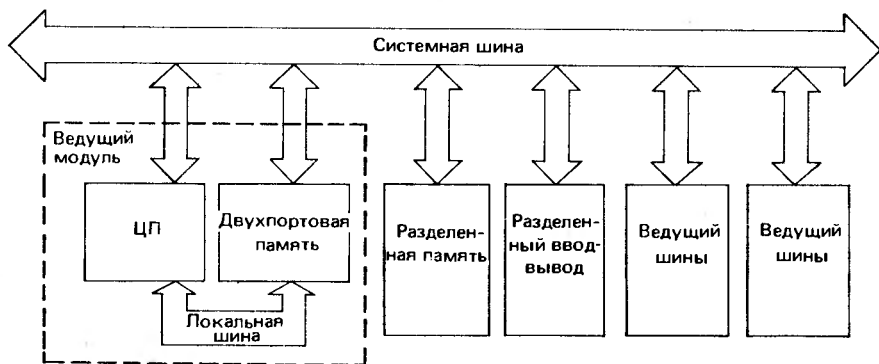 Системная шина
Ведущий
модуль
ЦП
Двухпортовая
память
Локальная
шина
Разделен-
ная память
Разделен-
ный ввод-
вывод
Ведущий
шины
Ведущий
шины